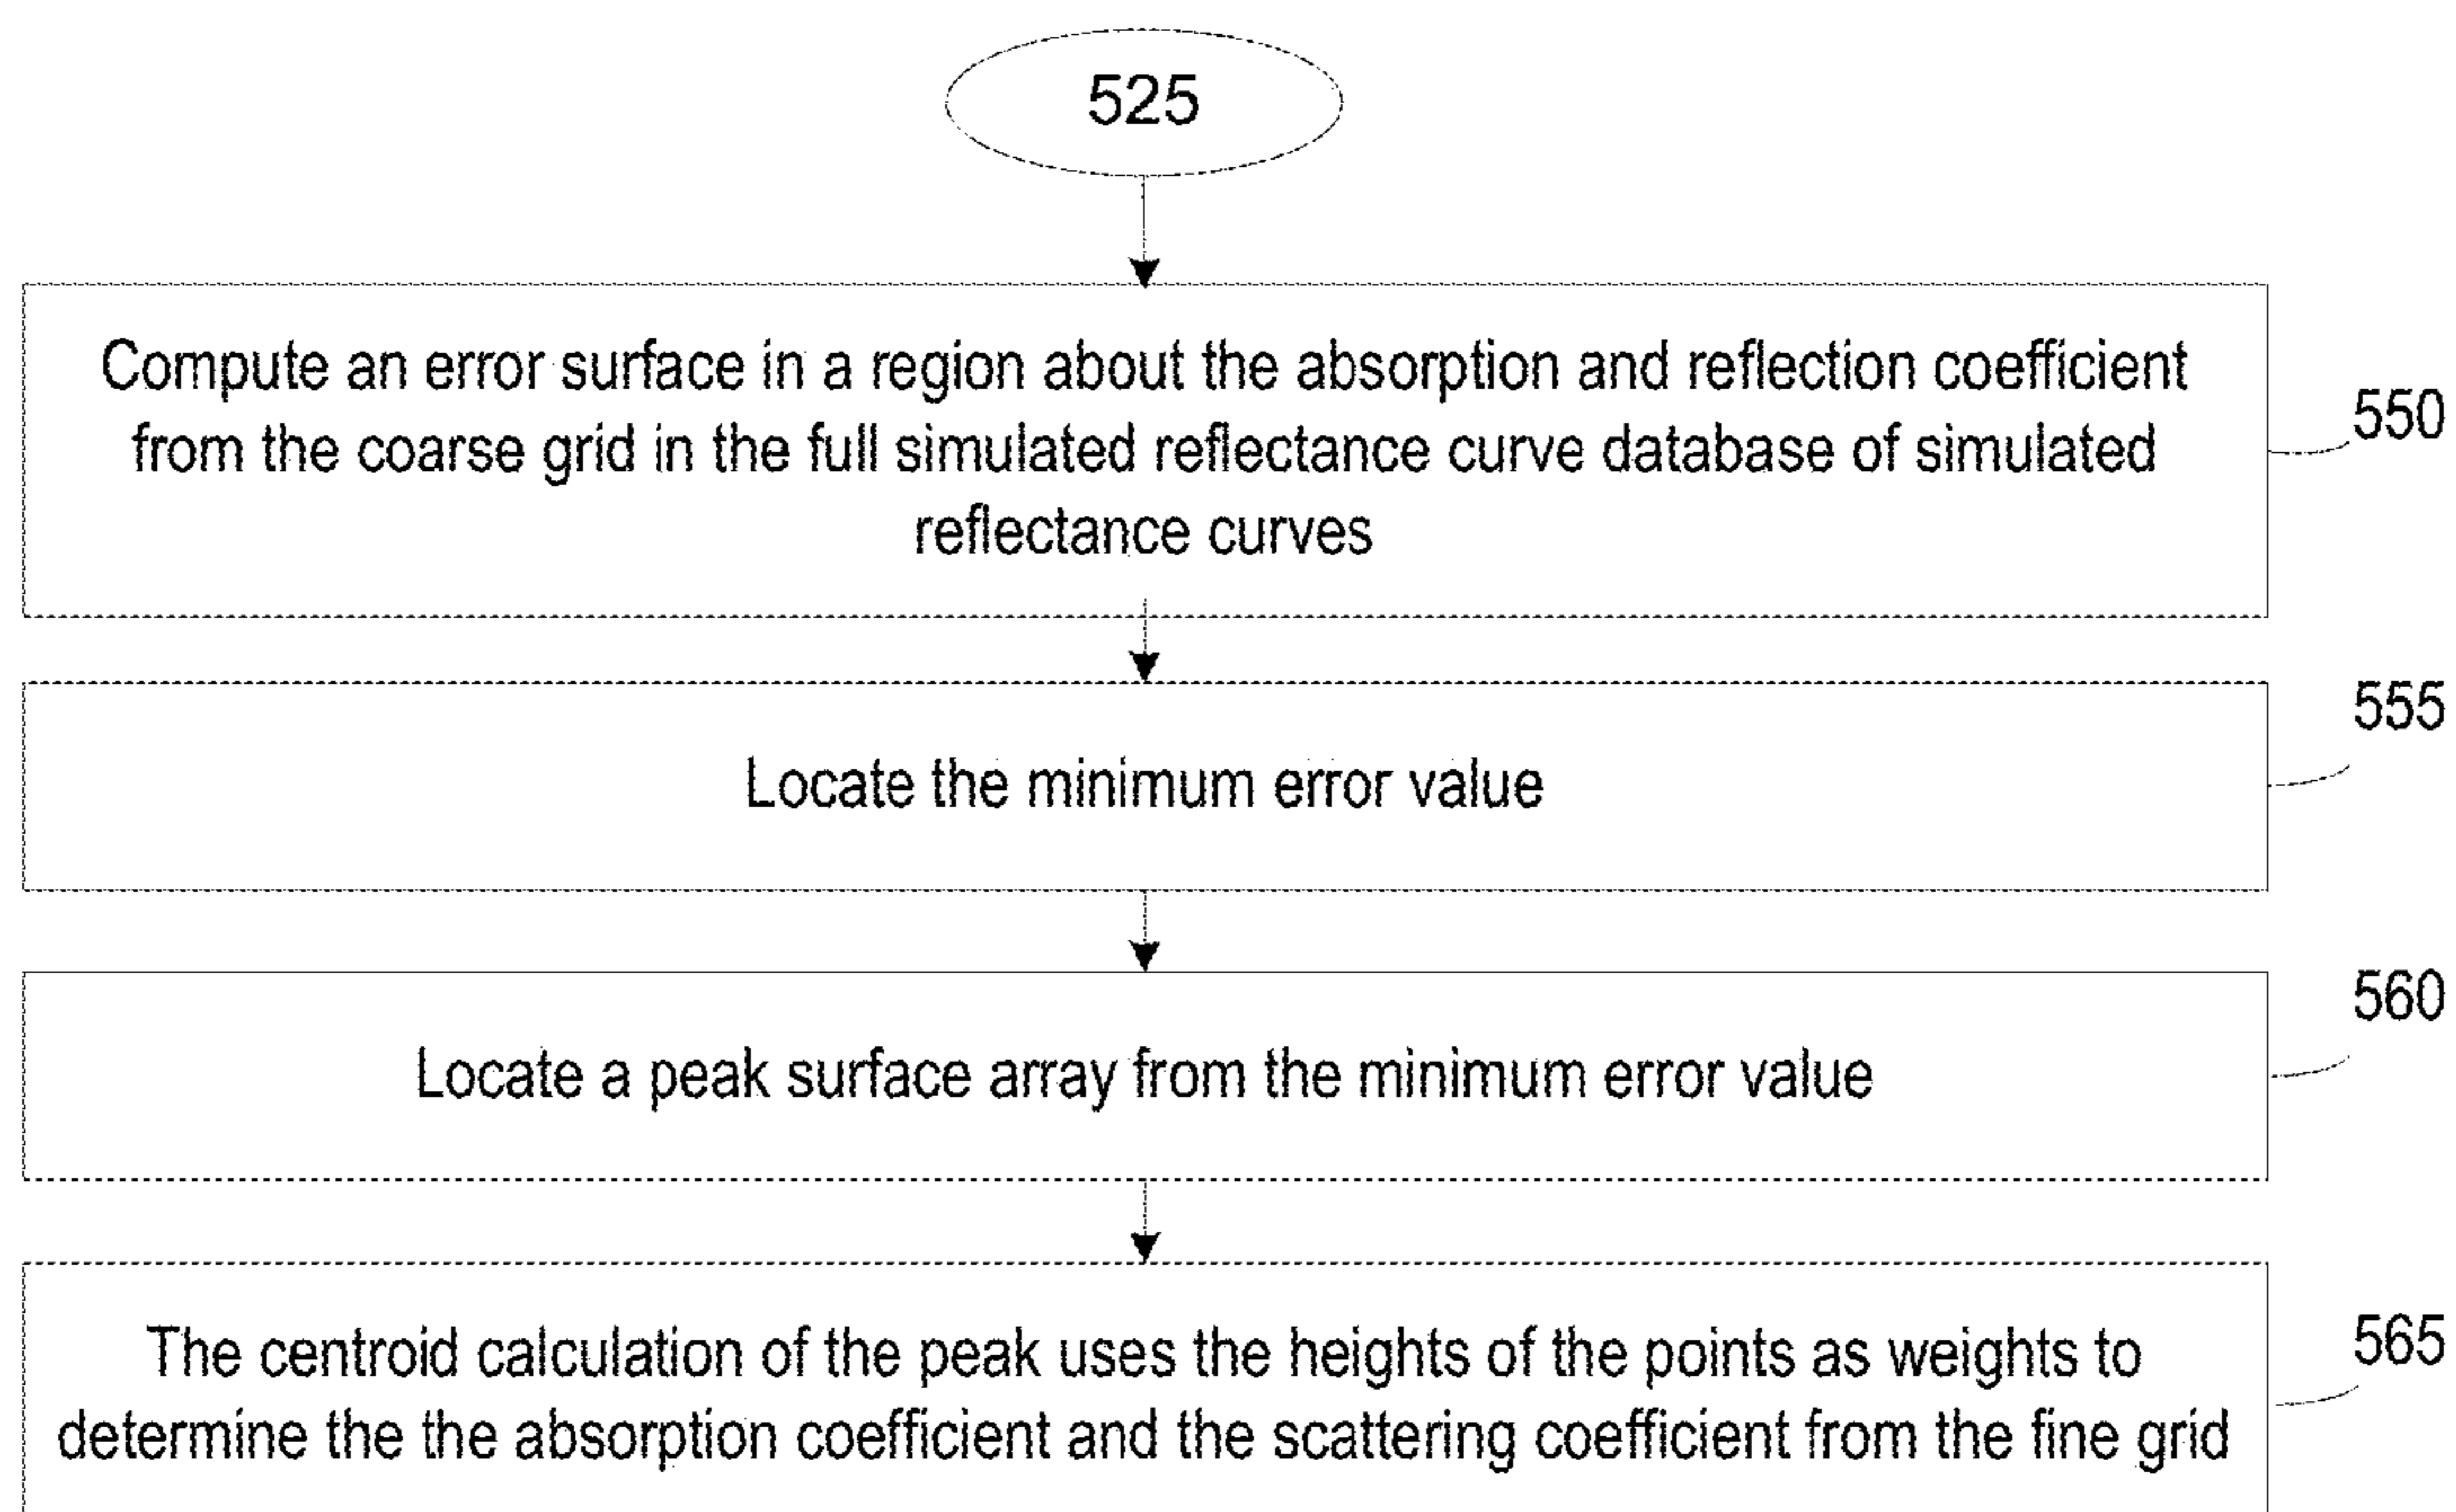 525
Compute an error surface in a region about the absorption and reflection coefficient
from the coarse grid in the full simulated reflectance curve database of simulated
reflectance curves
550
Locate the minimum error value
555
Locate a peak surface array from the minimum error value
560
The centroid calculation of the peak uses the heights of the points as weights to
determine the the absorption coefficient and the scattering coefficient from the fine grid
565